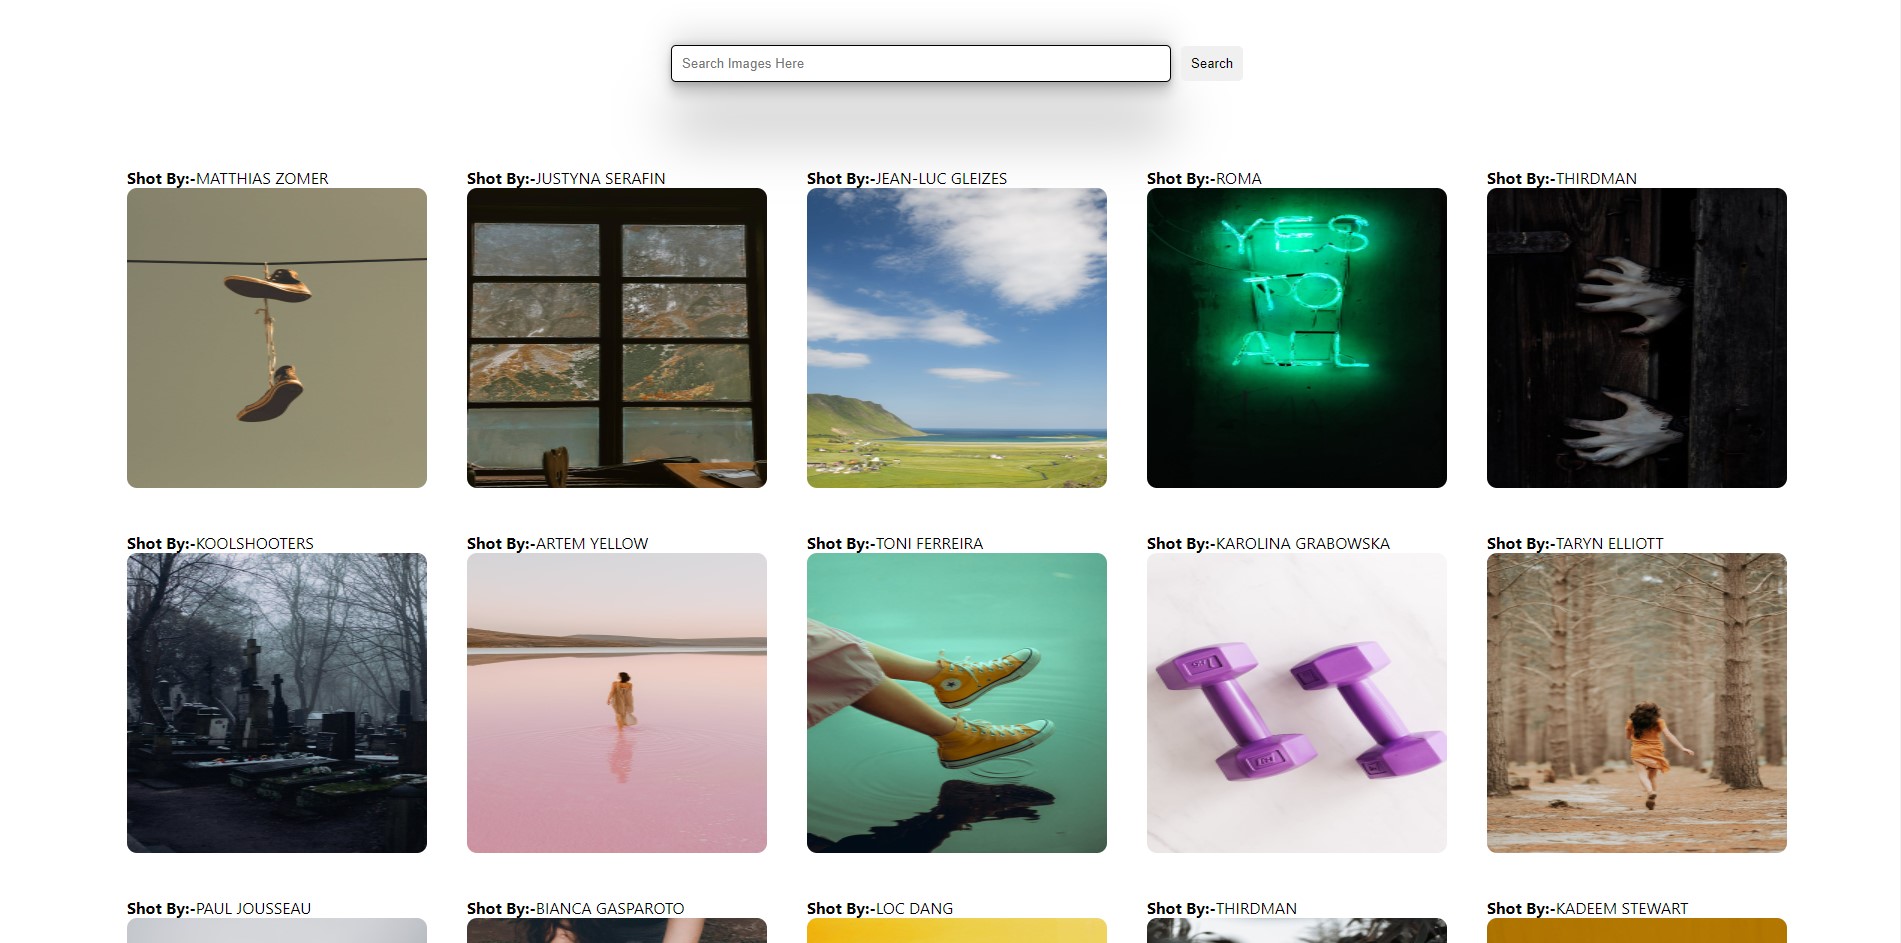 Search Images Here
Search
Shot By:-MATTHIAS ZOMER
Shot By:-JUSTYNA SERAFIN
Shot By:-JEAN-LUC GLEIZES
Shot By:-ROMA
Shot By:-THIRDMAN
YES
TO
ALL
Shot By:-KOOLSHOOTERS
Shot By:-ARTEM YELLOW
Shot By:-TONI FERREIRA
Shot By:-KAROLINA GRABOWSKA
Shot By:-TARYN ELLIOTT
Shot By:-PAUL JOUSSEAU
Shot By:-BIANCA GASPAROTO
Shot By:-LOC DANG
Shot By:-THIRDMAN
Shot By:-KADEEM STEWART